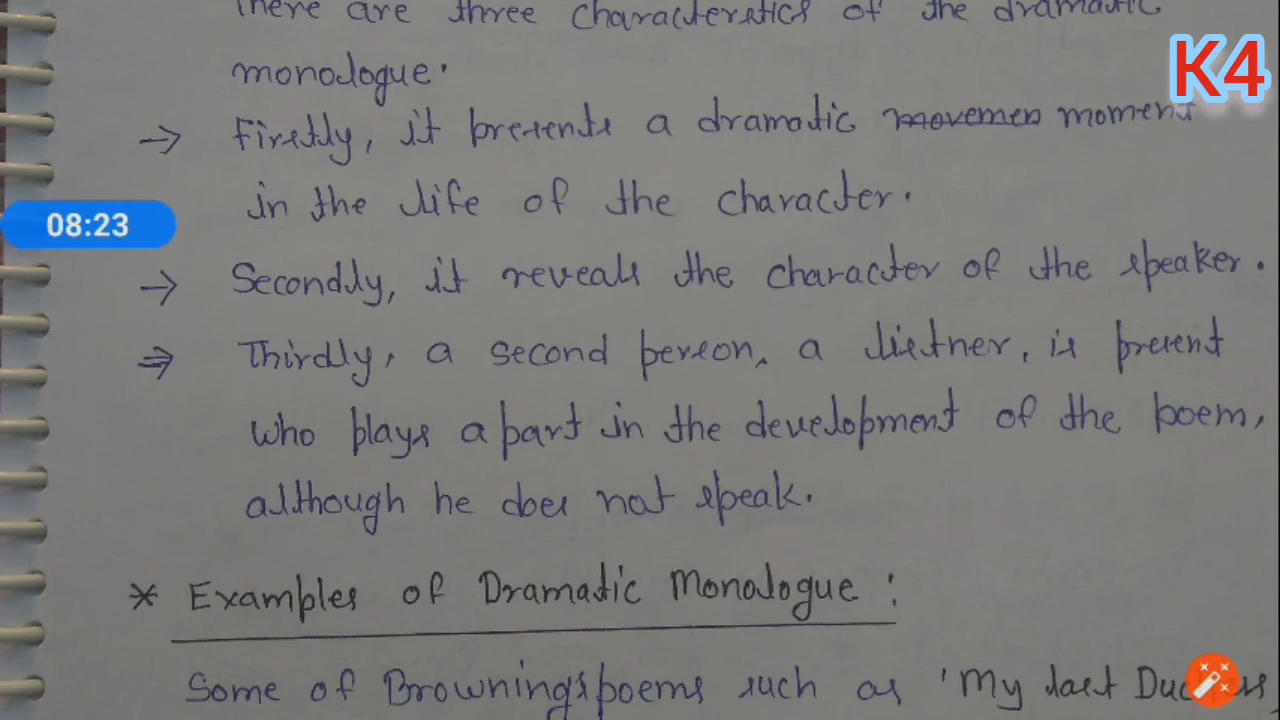 There are three characteristics of the dramatic
K4
monologue.
→ Firstly, it presents a dramatic movemen moment
in the life of the character.
08:23
→ Secondly, it reveals the character of the speaker.
⇒ Thirdly, a second person, a listner, is present
who plays a part in the development of the poem,
although he does not speak.
* Examples of Dramatic Monologue :
Some of Browning's poems such as 'My last Duchess,